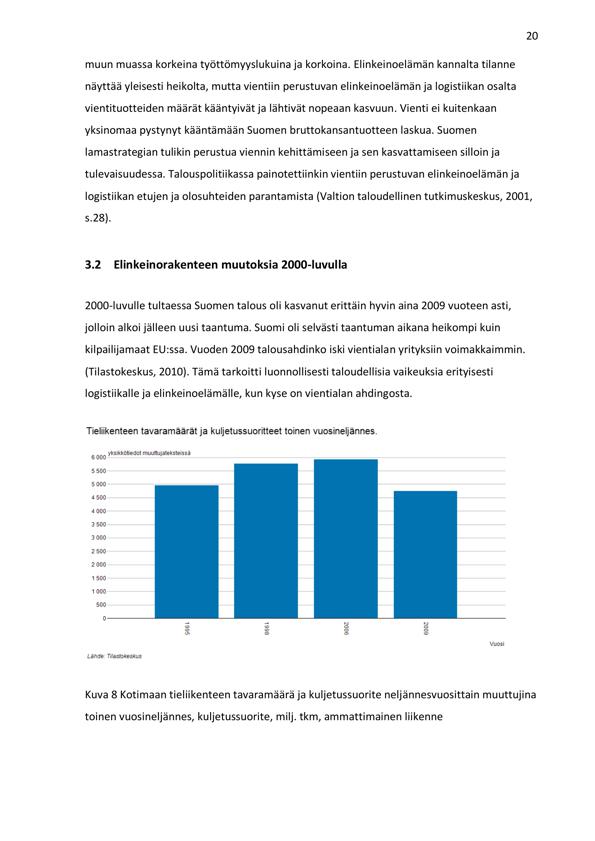 20
muun muassa korkeina työttömyyslukuina ja korkoina. Elinkeinoelämän kannalta tilanne
näyttää yleisesti heikolta, mutta vientiin perustuvan elinkeinoelämän ja logistiikan osalta
vientituotteiden määrät kääntyivät ja lähtivät nopeaan kasvuun. Vienti ei kuitenkaan
yksinomaa pystynyt kääntämään Suomen bruttokansantuotteen laskua. Suomen
lamastrategian tulikin perustua viennin kehittämiseen ja sen kasvattamiseen silloin ja
tulevaisuudessa. Talouspolitiikassa painotettiinkin vientiin perustuvan elinkeinoelämän ja
logistiikan etujen ja olosuhteiden parantamista (Valtion taloudellinen tutkimuskeskus, 2001,
s.28).
3.2 Elinkeinorakenteen muutoksia 2000-luvulla
2000-luvulle tultaessa Suomen talous oli kasvanut erittäin hyvin aina 2009 vuoteen asti,
jolloin alkoi jälleen uusi taantuma. Suomi oli selvästi taantuman aikana heikompi kuin
kilpailijamaat EU:ssa. Vuoden 2009 talousahdinko iski vientialan yrityksiin voimakkaimmin.
(Tilastokeskus, 2010). Tämä tarkoitti luonnollisesti taloudellisia vaikeuksia erityisesti
logistiikalle ja elinkeinoelämälle, kun kyse on vientialan ahdingosta.
Tieliikenteen tavaramäärät ja kuljetussuoritteet toinen vuosineljännes.
yksikkötiedot muuttujateksteissä
6 000
5 500
5 000
4 500
4 000
3 500
3 000
2 500
2 000
1 500
1 000
500
0
1995
1998
2006
2009
Vuosi
Lähde: Tilastokeskus
Kuva 8 Kotimaan tieliikenteen tavaramäärä ja kuljetussuorite neljännesvuosittain muuttujina
toinen vuosineljännes, kuljetussuorite, milj. tkm, ammattimainen liikenne